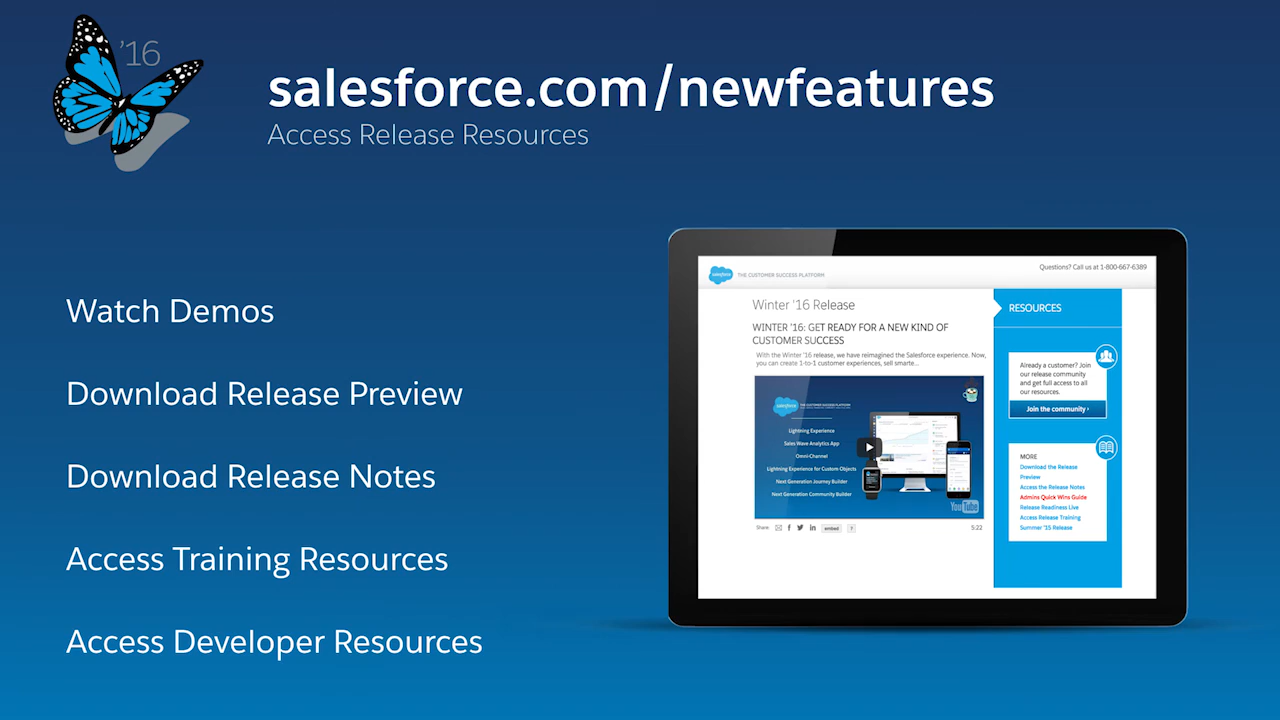 '16
salesforce.com/newfeatures
Access Release Resources
Watch Demos
Download Release Preview
Download Release Notes
Access Training Resources
Access Developer Resources
salesforce
THE CUSTOMER SUCCESS PLATFORM
Questions? Call us at 1-800-667-6389
Winter '16 Release
WINTER '16: GET READY FOR A NEW KIND OF
CUSTOMER SUCCESS
With the Winter '16 release, we have reimagined the Salesforce experience. Now,
you can create 1-to-1 customer experiences, sell smarte...
salesforce
THE CUSTOMER SUCCESS PLATFORM
Lightning Experience
Sales Wave Analytics App
Omni-Channel
Lightning Experience for Custom Objects
Next Generation Journey Builder
Next Generation Community Builder
YouTube
Share
embed
?
5:22
RESOURCES
Already a customer? Join
our release community
and get full access to all
our resources.
Join the community ›
MORE
Download the Release
Preview
Access the Release Notes
Admins Quick Wins Guide
Release Readiness Live
Access Release Training
Summer '15 Release